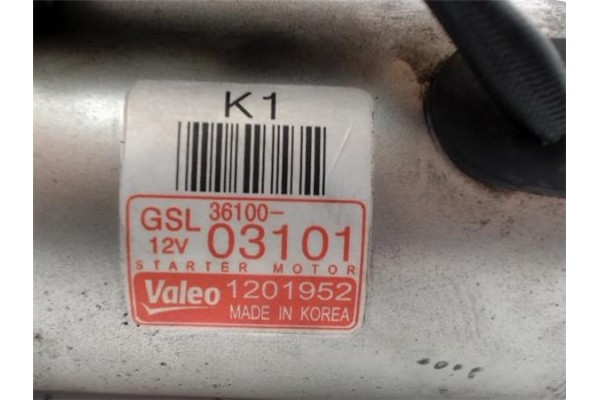 K1
GSL 36100-
12V 03101
STARTER MOTOR
Valeo 1201952
MADE IN KOREA